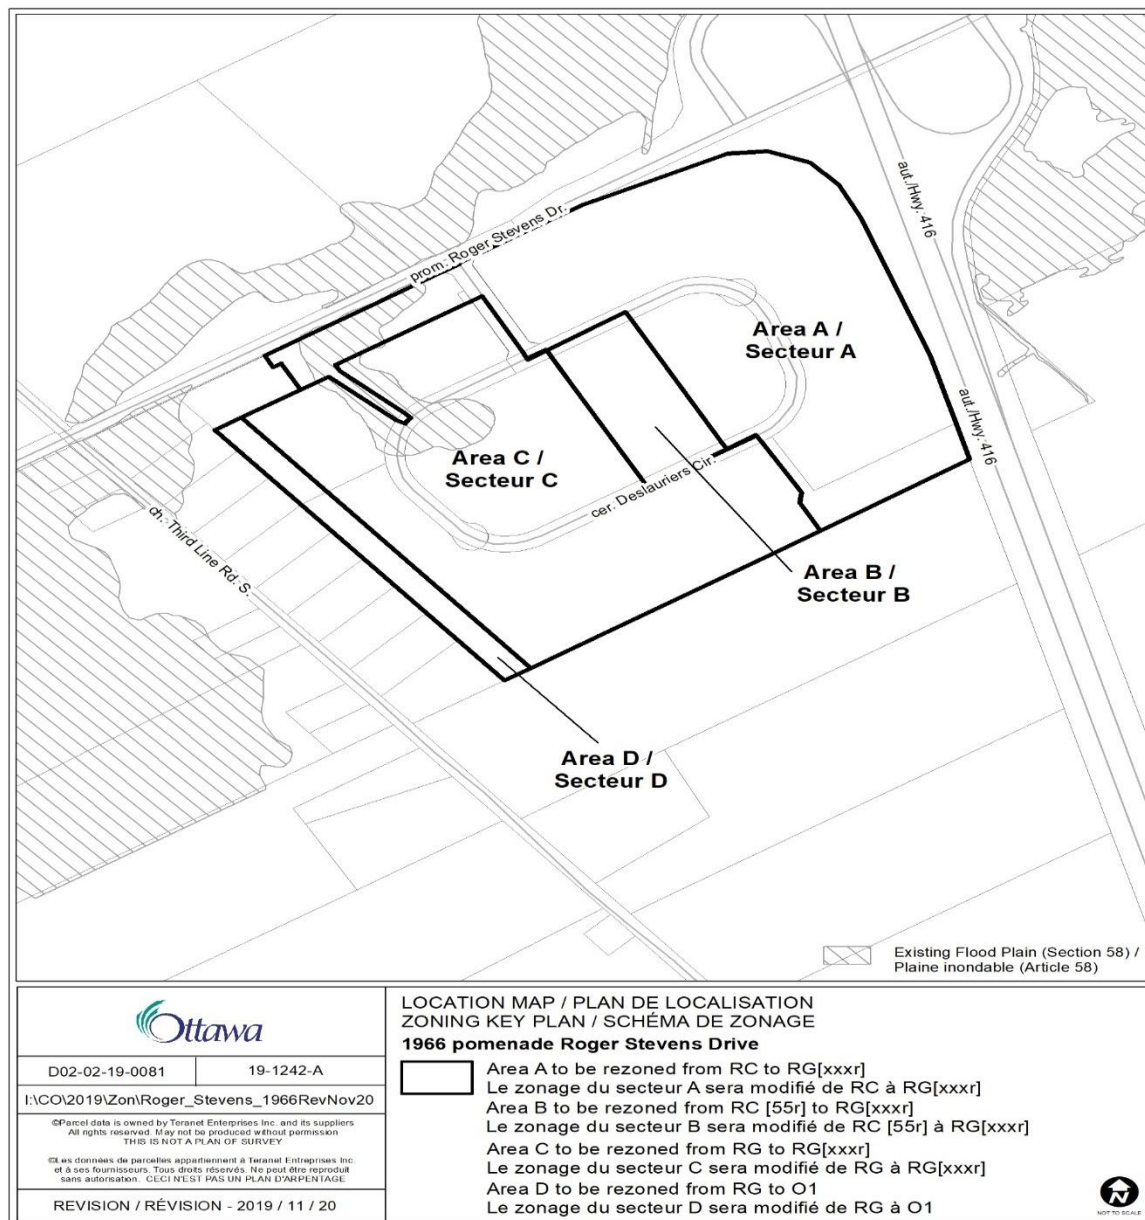 prom. Roger Stevens Dr.
aut./Hwy. 416
Area A /
Secteur A
aut./Hwy. 416
Area C /
Secteur C
cer. Deslauriers Cir.
ch. Third Line Rd. S.
Area B /
Secteur B
Area D /
Secteur D
Existing Flood Plain (Section 58) /
Plaine inondable (Article 58)
Ottawa
D02-02-19-0081
19-1242-A
I:\CO\2019\Zon\Roger_Stevens_1966RevNov20
©Parcel data is owned by Teranet Enterprises Inc. and its suppliers
All rights reserved. May not be produced without permission
THIS IS NOT A PLAN OF SURVEY
©Les données de parcelles appartiennent à Teranet Entreprises Inc.
et à ses fournisseurs. Tous droits réservés. Ne peut être reproduit
sans autorisation. CECI N'EST PAS UN PLAN D'ARPENTAGE
REVISION / RÉVISION - 2019 / 11 / 20
LOCATION MAP / PLAN DE LOCALISATION
ZONING KEY PLAN / SCHÉMA DE ZONAGE
1966 pomenade Roger Stevens Drive
Area A to be rezoned from RC to RG[xxxr]
Le zonage du secteur A sera modifié de RC à RG[xxxr]
Area B to be rezoned from RC [55r] to RG[xxxr]
Le zonage du secteur B sera modifié de RC [55r] à RG[xxxr]
Area C to be rezoned from RG to RG[xxxr]
Le zonage du secteur C sera modifié de RG à RG[xxxr]
Area D to be rezoned from RG to O1
Le zonage du secteur D sera modifié de RG à O1
N
NOT TO SCALE